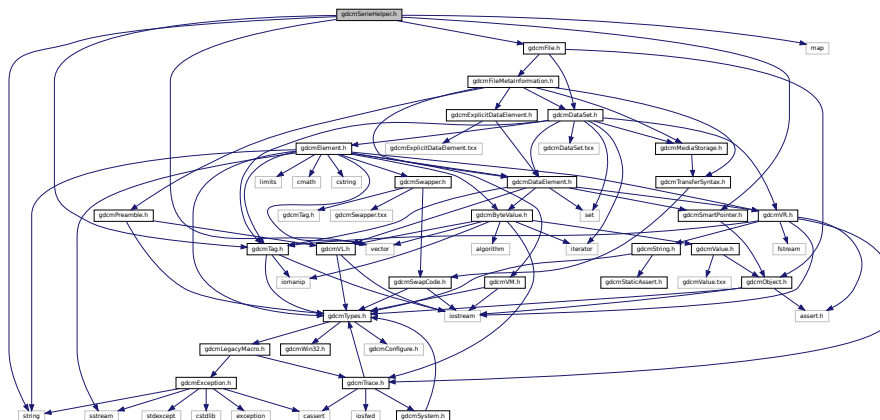 gdcmSerieHelper.h
gdcmFile.h
map
gdcmFileMetaInformation.h
gdcmExplicitDataElement.h
gdcmDataSet.h
gdcmElement.h
gdcmExplicitDataElement.txx
gdcmDataSet.txx
gdcmMediaStorage.h
limits
cmath
cstring
gdcmSwapper.h
gdcmDataElement.h
gdcmTransferSyntax.h
gdcmPreamble.h
gdcmTag.h
gdcmSwapper.txx
gdcmByteValue.h
set
gdcmSmartPointer.h
gdcmVR.h
gdcmTag.h
gdcmVL.h
vector
algorithm
iterator
gdcmString.h
gdcmValue.h
fstream
iomanip
gdcmSwapCode.h
gdcmVM.h
gdcmStaticAssert.h
gdcmValue.txx
gdcmObject.h
gdcmTypes.h
iostream
assert.h
gdcmLegacyMacro.h
gdcmWin32.h
gdcmConfigure.h
gdcmException.h
gdcmTrace.h
string
sstream
stdexcept
cstdlib
exception
cassert
iosfwd
gdcmSystem.h